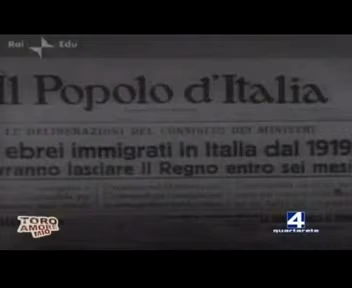 Rai Edu
Il Popolo d'Italia
LE DELIBERAZIONI DEL CONSIGLIO DEI MINISTRI
ebrei immigrati in Italia dal 1919
vranno lasciare il Regno entro sei mesi
TORO
AMORE
MIO
4
quartarete